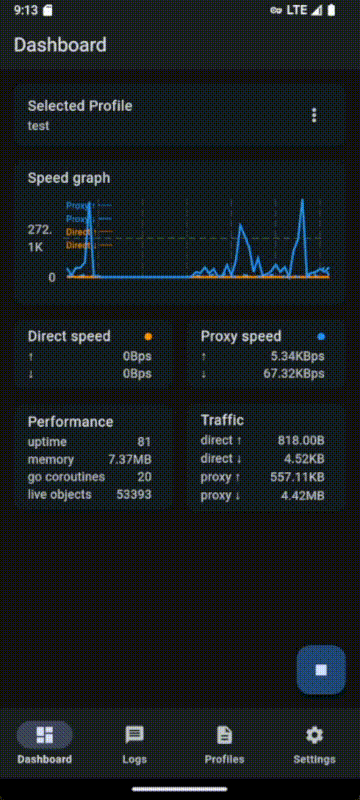 9:13 LTE
Dashboard
Selected Profile
test
Speed graph
Proxy ↑
Proxy ↓
Direct ↑
Direct ↓
272.
1K
0
Direct speed
↑ 0Bps
↓ 0Bps
Proxy speed
↑ 5.34KBps
↓ 67.32KBps
Performance
uptime 81
memory 7.37MB
go coroutines 20
live objects 53393
Traffic
direct ↑ 818.00B
direct ↓ 4.52KB
proxy ↑ 557.11KB
proxy ↓ 4.42MB
Dashboard Logs Profiles Settings